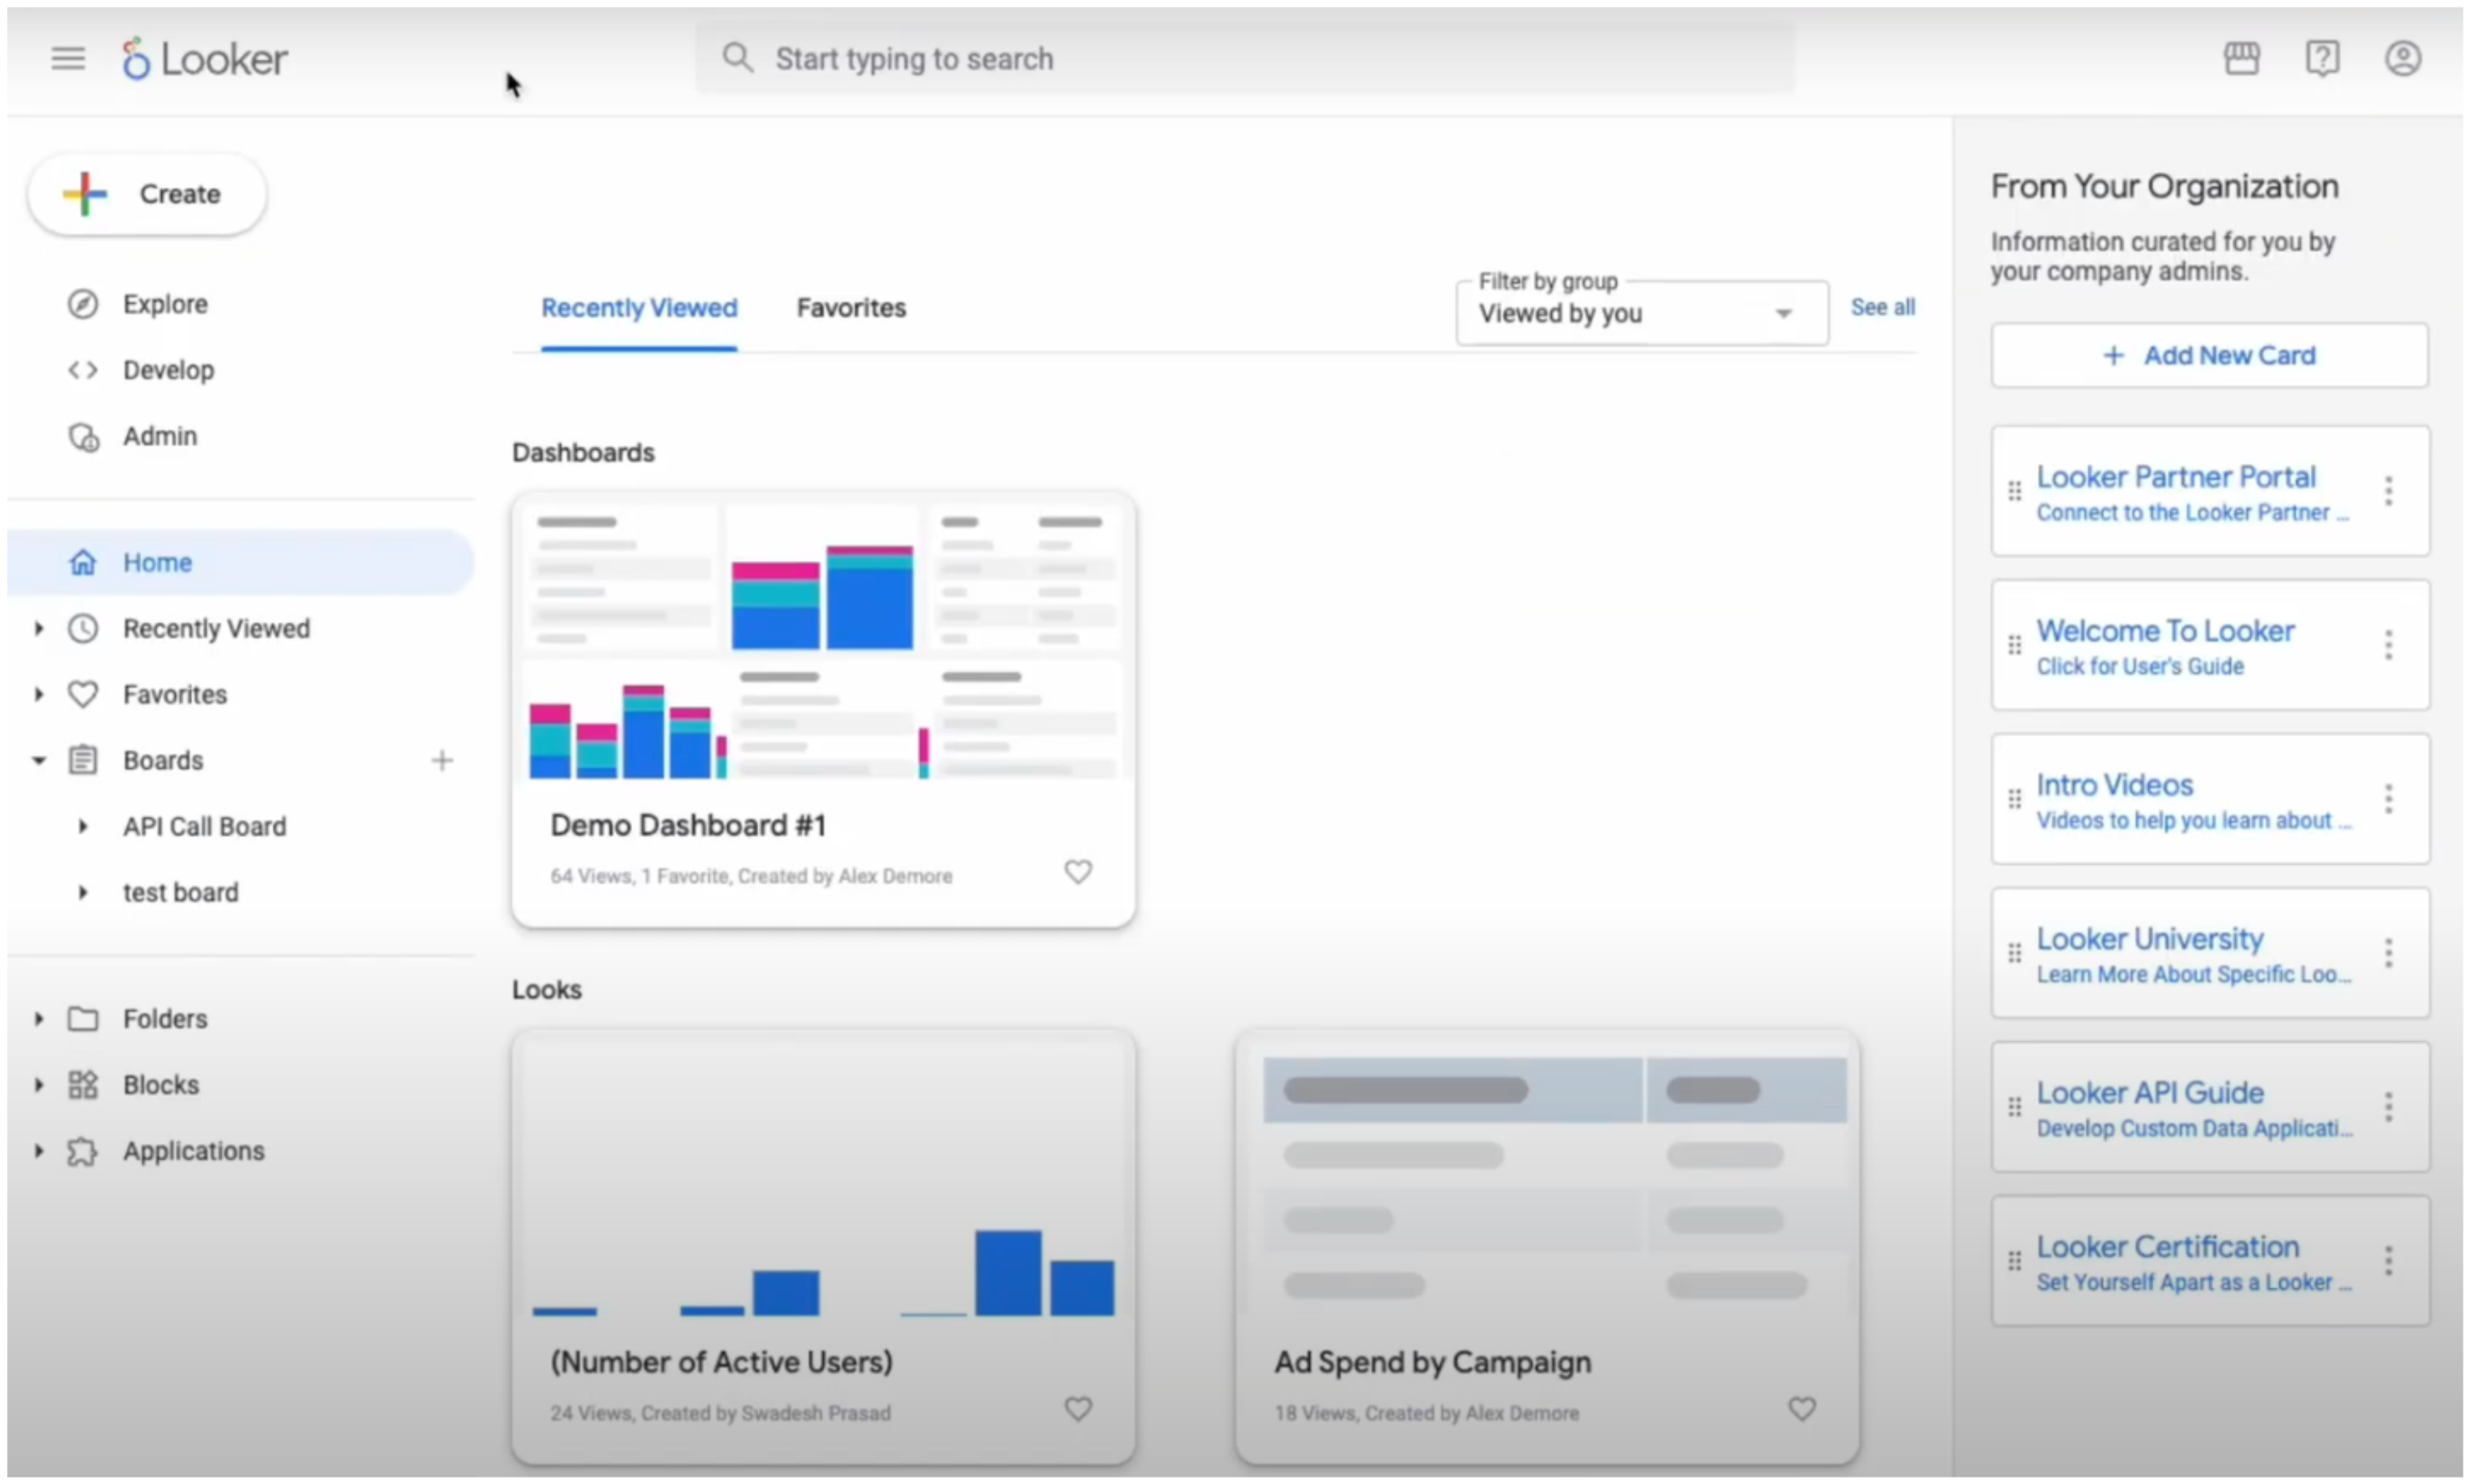 Looker
Start typing to search
Create
Explore
Develop
Admin
Home
Recently Viewed
Favorites
Boards
API Call Board
test board
Folders
Blocks
Applications
Recently Viewed
Favorites
Filter by group
Viewed by you
See all
Dashboards
Demo Dashboard #1
64 Views, 1 Favorite, Created by Alex Demore
Looks
(Number of Active Users)
24 Views, Created by Swadesh Prasad
Ad Spend by Campaign
18 Views, Created by Alex Demore
From Your Organization
Information curated for you by
your company admins.
+ Add New Card
Looker Partner Portal
Connect to the Looker Partner ...
Welcome To Looker
Click for User's Guide
Intro Videos
Videos to help you learn about ...
Looker University
Learn More About Specific Loo...
Looker API Guide
Develop Custom Data Applicati...
Looker Certification
Set Yourself Apart as a Looker ...